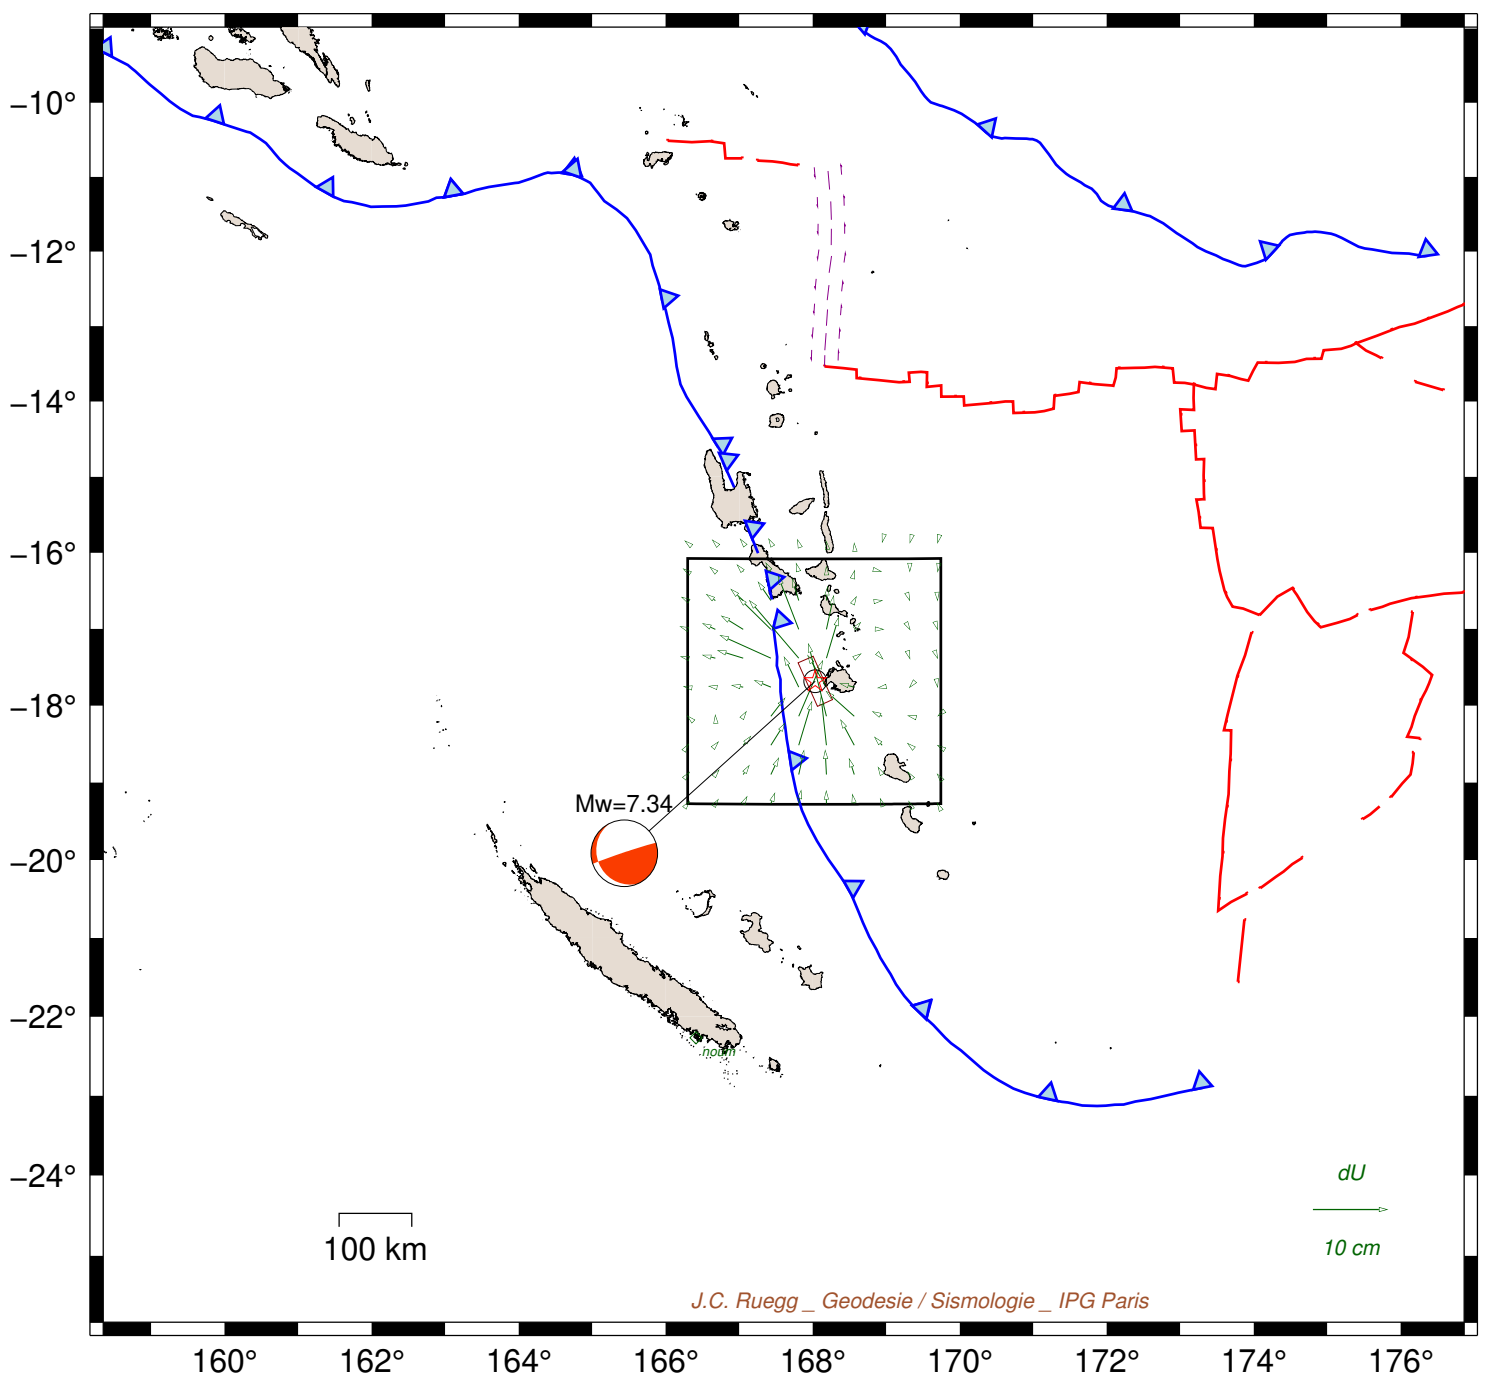 −10°
−12°
−14°
−16°
−18°
−20°
−22°
−24°
Mw=7.34
noum
dU
10 cm
100 km
J.C. Ruegg _ Geodesie / Sismologie _ IPG Paris
160° 162° 164° 166° 168° 170° 172° 174° 176°